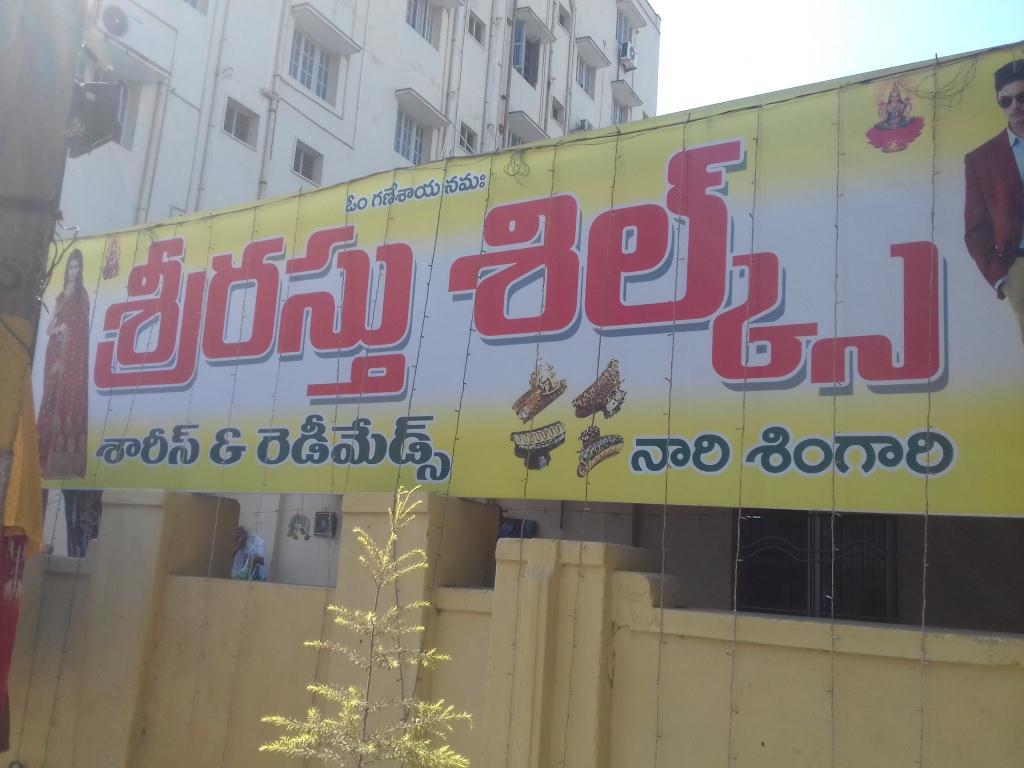 ఓం గణేశాయ నమః
శ్రీరస్తు శిల్క్స్
శారీస్ & రెడీమేడ్స్
నారి శింగారి